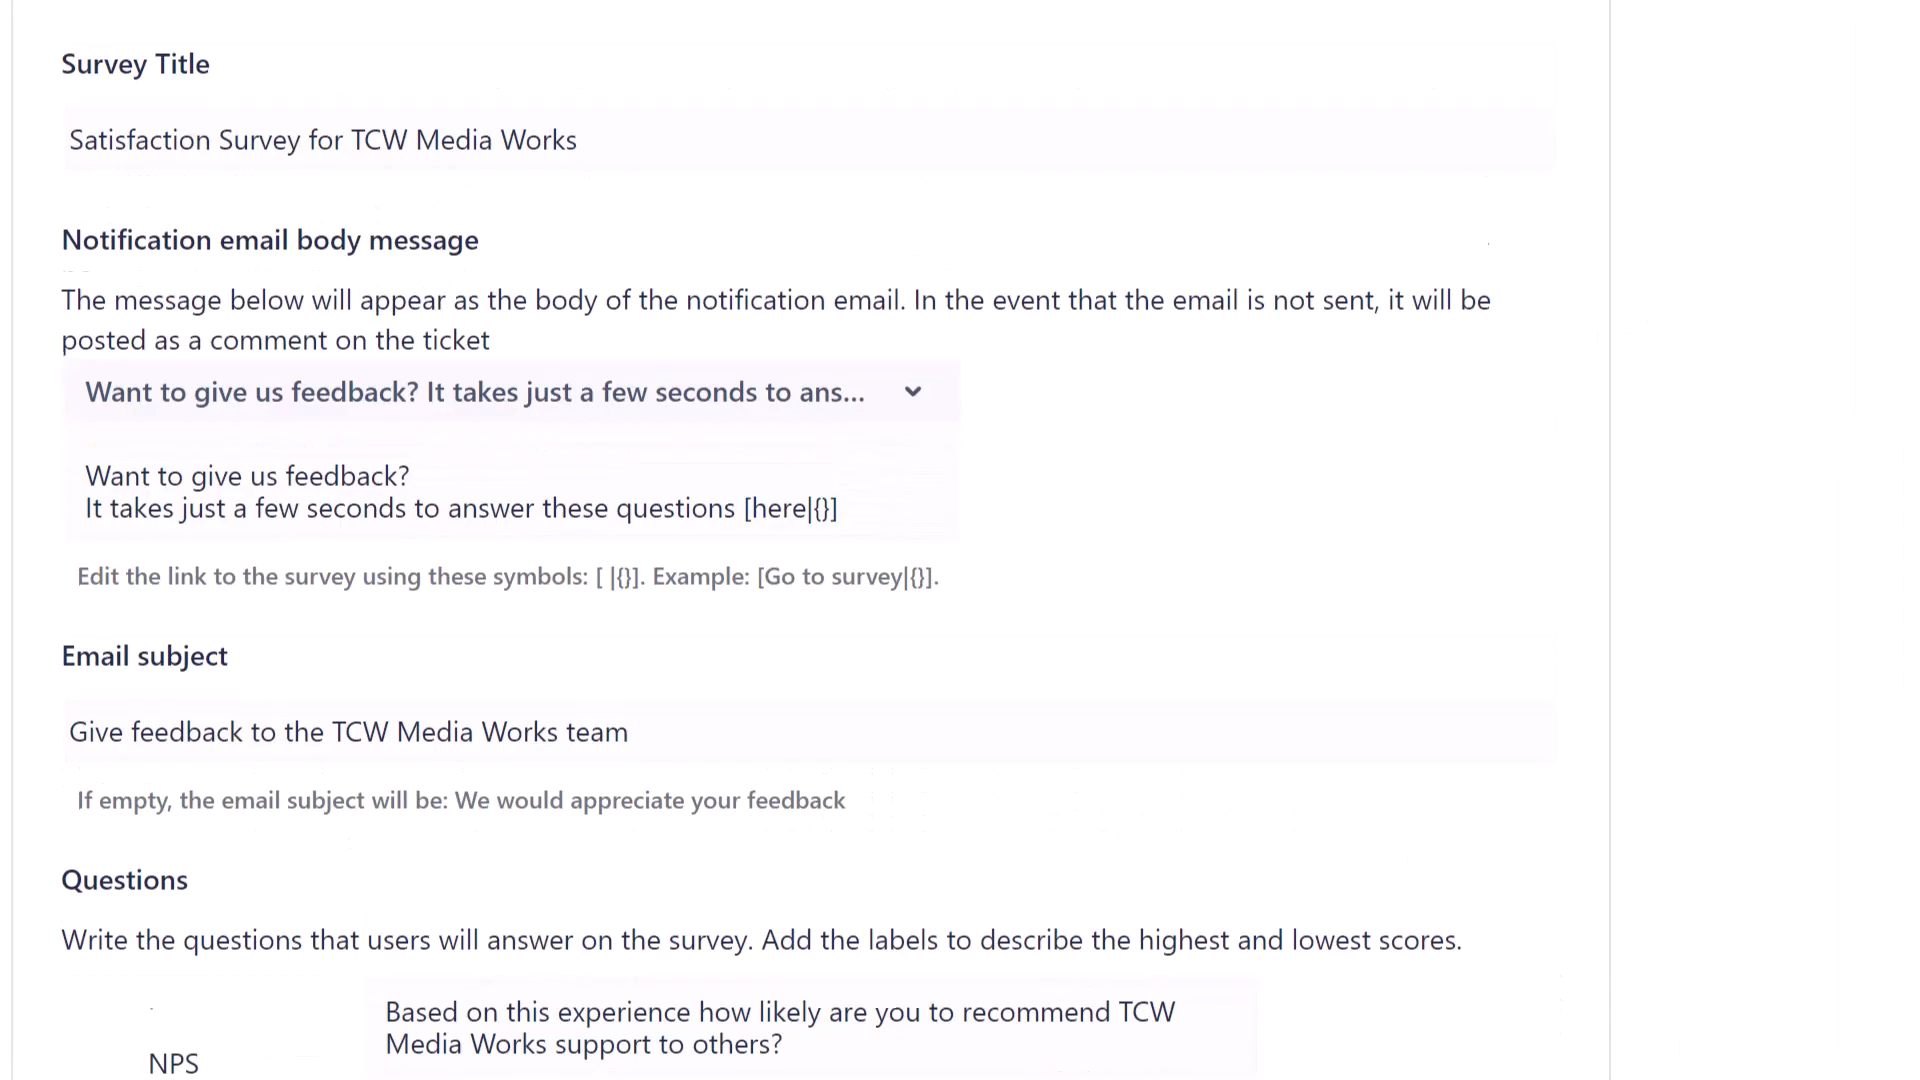 Survey Title
Satisfaction Survey for TCW Media Works
Notification email body message
The message below will appear as the body of the notification email. In the event that the email is not sent, it will be
posted as a comment on the ticket
Want to give us feedback? It takes just a few seconds to ans...
Want to give us feedback?
It takes just a few seconds to answer these questions [here|{}]
Edit the link to the survey using these symbols: [ |{}]. Example: [Go to survey|{}].
Email subject
Give feedback to the TCW Media Works team
If empty, the email subject will be: We would appreciate your feedback
Questions
Write the questions that users will answer on the survey. Add the labels to describe the highest and lowest scores.
Based on this experience how likely are you to recommend TCW
Media Works support to others?
NPS